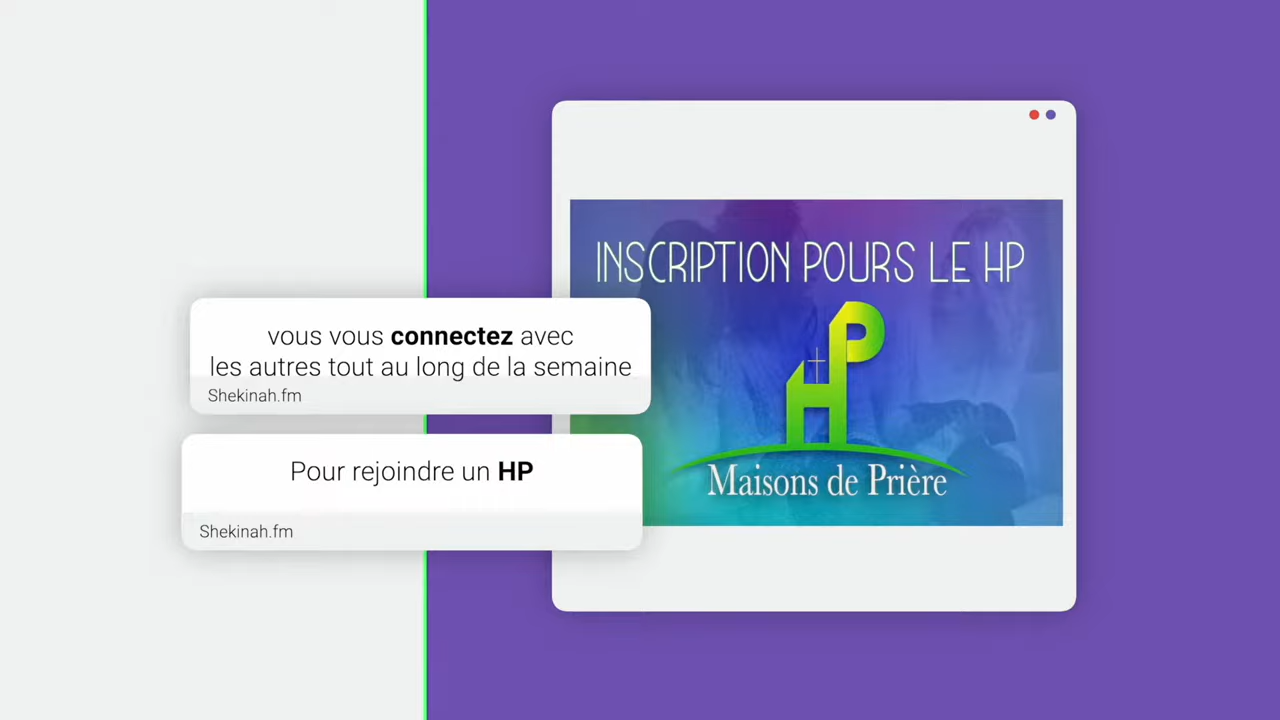 vous vous connectez avec
les autres tout au long de la semaine
Shekinah.fm
Pour rejoindre un HP
Shekinah.fm
INSCRIPTION POURS LE HP
HP
Maisons de Prière